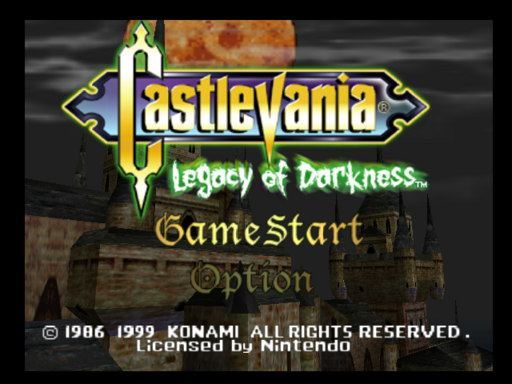 Castlevania®
Legacy of Darkness™
GameStart
Option
© 1986 1999 KONAMI ALL RIGHTS RESERVED.
Licensed by Nintendo